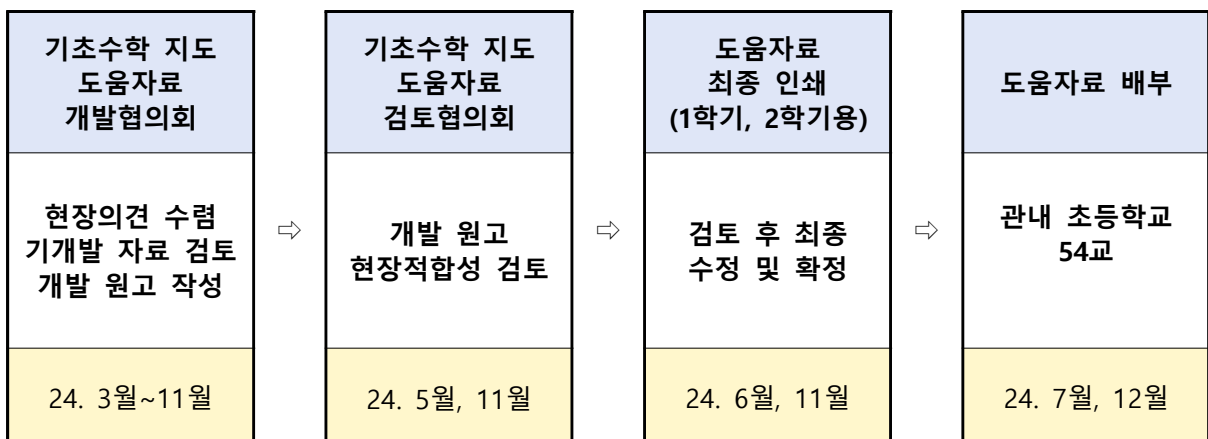 기초수학 지도
도움자료
개발협의회
현장의견 수렴
기개발 자료 검토
개발 원고 작성
24. 3월~11월
⇨
기초수학 지도
도움자료
검토협의회
개발 원고
현장적합성 검토
24. 5월, 11월
⇨
도움자료
최종 인쇄
(1학기, 2학기용)
검토 후 최종
수정 및 확정
24. 6월, 11월
⇨
도움자료 배부
관내 초등학교
54교
24. 7월, 12월